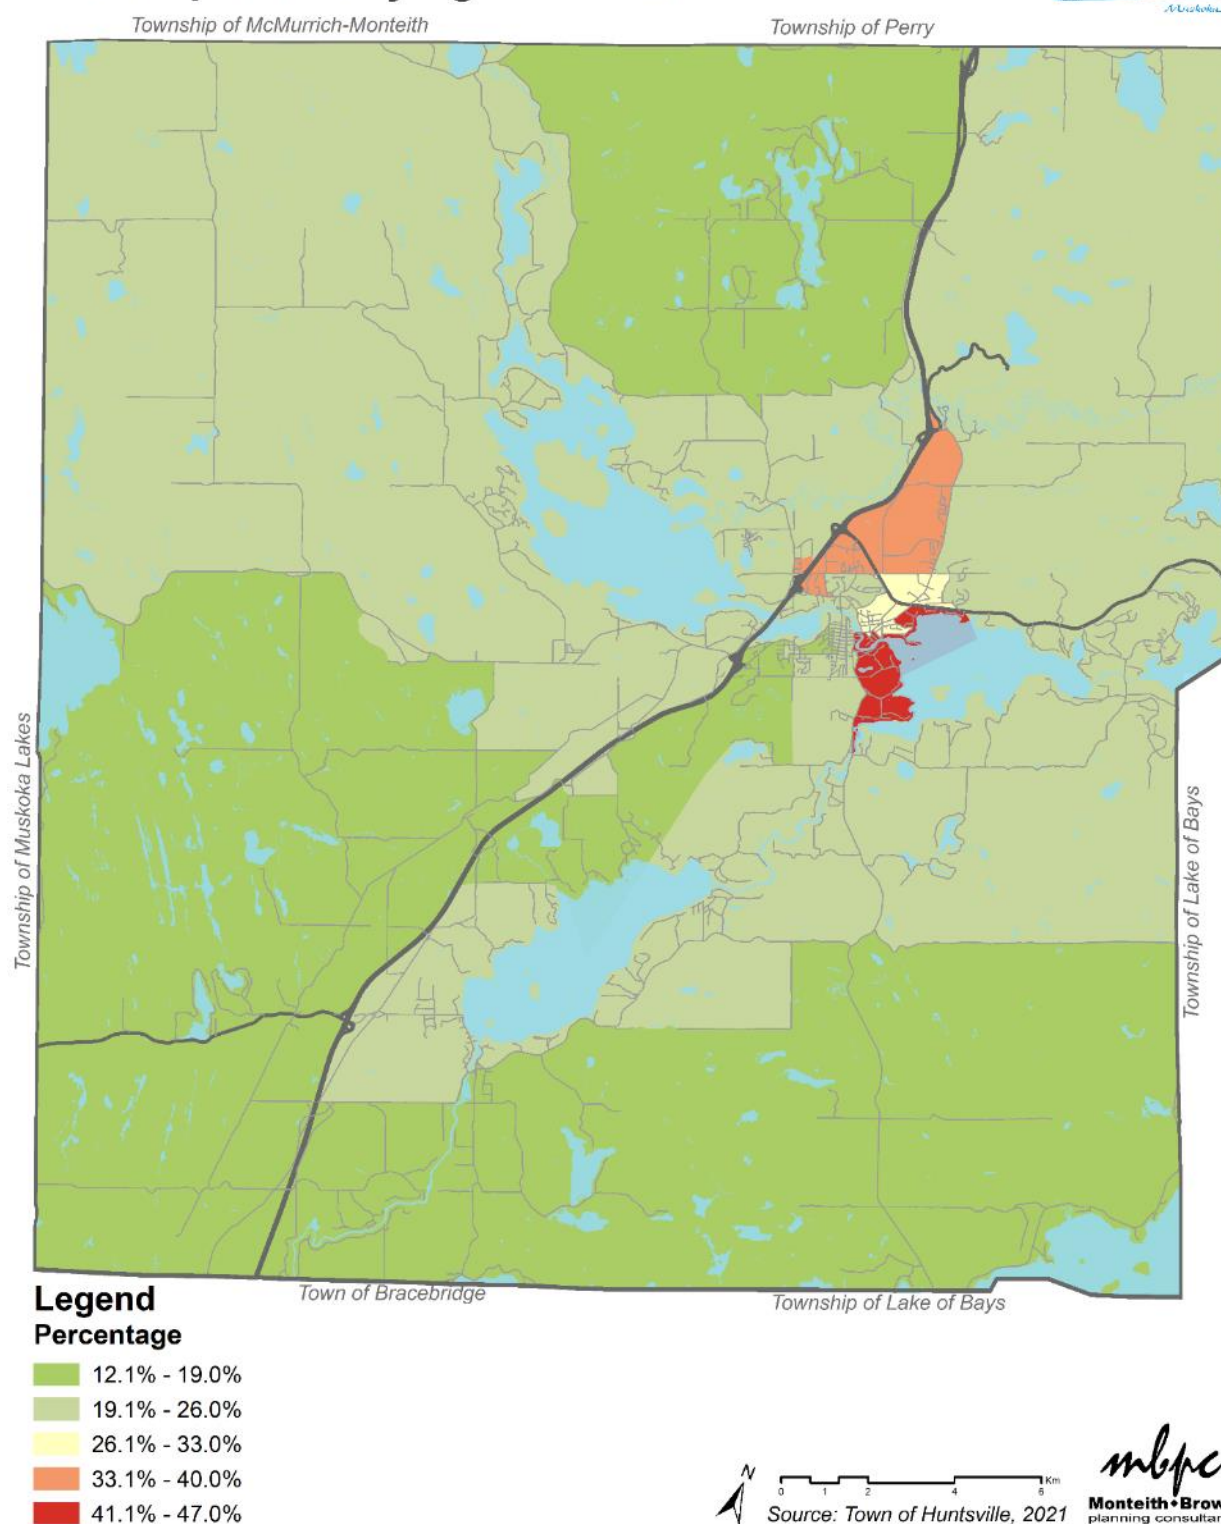 Township of McMurrich-Monteith
Township of Perry
Muskoka
Township of Muskoka Lakes
Township of Lake of Bays
Town of Bracebridge
Township of Lake of Bays
Legend
Percentage
12.1% - 19.0%
19.1% - 26.0%
26.1% - 33.0%
33.1% - 40.0%
41.1% - 47.0%
N
Km
0 1 2 4 6
Source: Town of Huntsville, 2021
mbpc
Monteith♦Brow
planning consultan